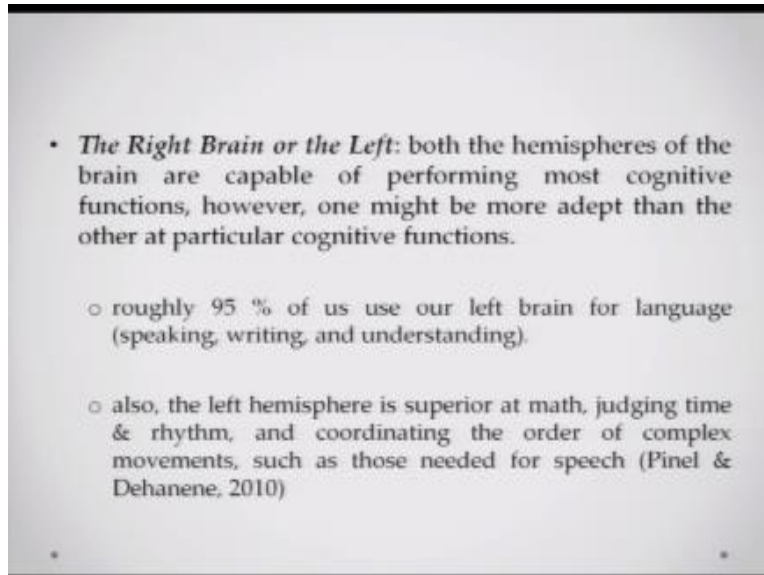 • The Right Brain or the Left: both the hemispheres of the
brain are capable of performing most cognitive
functions, however, one might be more adept than the
other at particular cognitive functions.
o roughly 95 % of us use our left brain for language
(speaking, writing, and understanding).
o also, the left hemisphere is superior at math, judging time
& rhythm, and coordinating the order of complex
movements, such as those needed for speech (Pinel &
Dehanene, 2010)